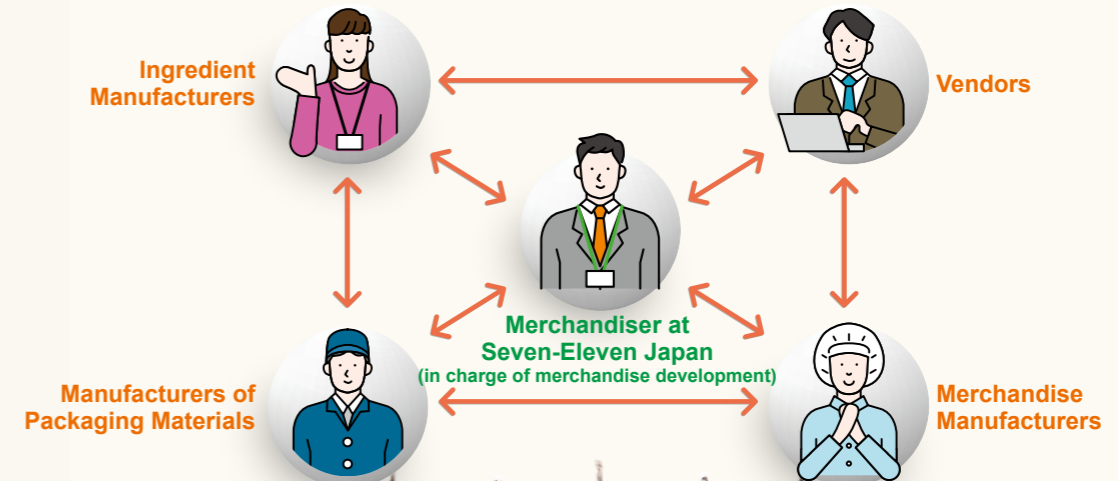 Ingredient
Manufacturers
Vendors
Merchandiser at
Seven-Eleven Japan
(in charge of merchandise development)
Manufacturers of
Packaging Materials
Merchandise
Manufacturers